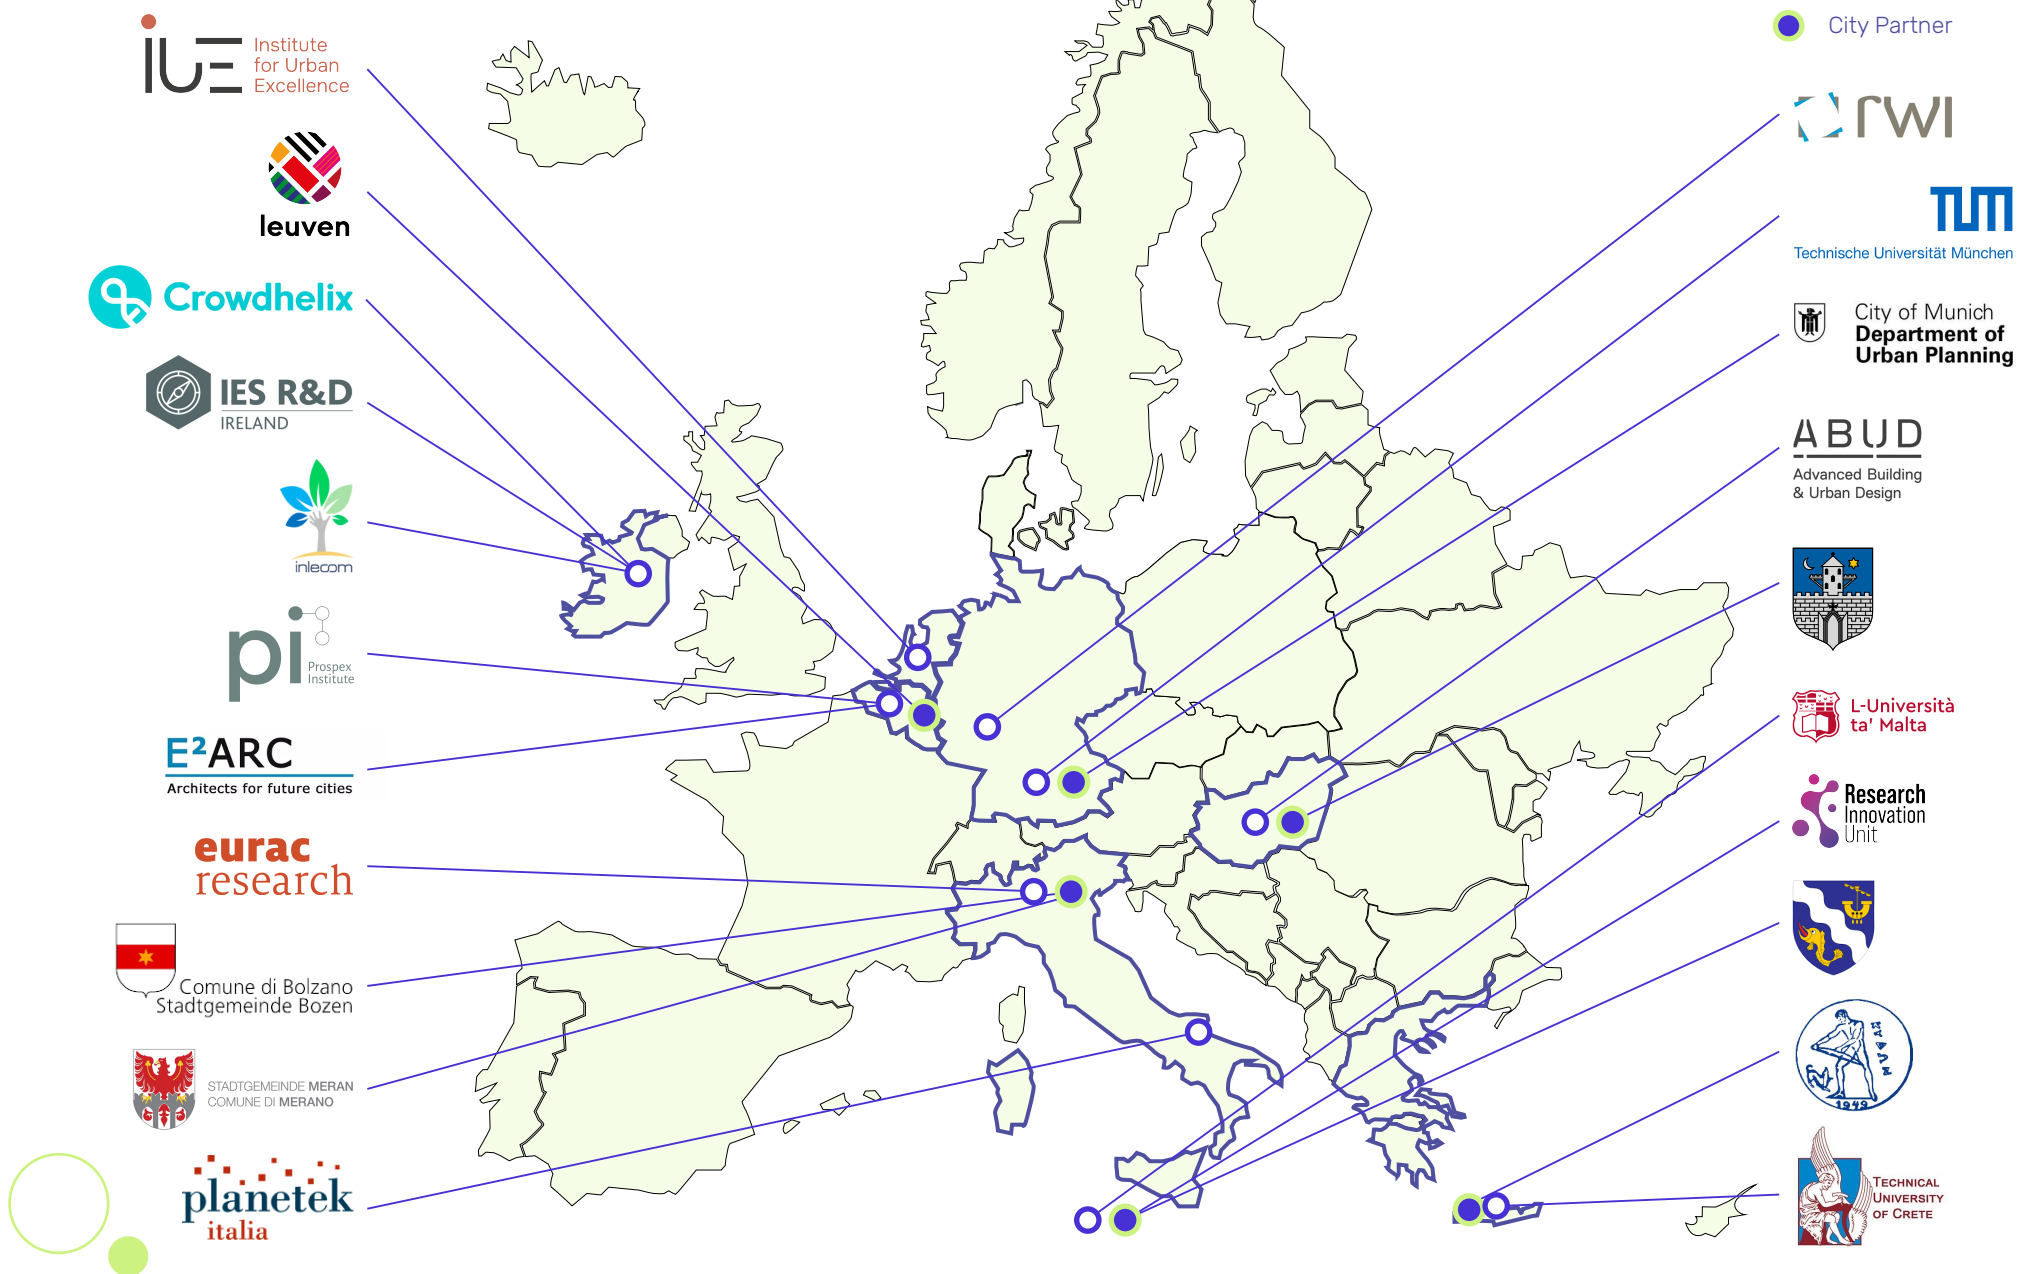 iUE
Institute
for Urban
Excellence
leuven
Crowdhelix
IES R&D
IRELAND
inlecom
pi
Prospex
Institute
E²ARC
Architects for future cities
eurac
research
Comune di Bolzano
Stadtgemeinde Bozen
STADTGEMEINDE MERAN
COMUNE DI MERANO
planetek
italia
City Partner
rwi
TUM
Technische Universität München
City of Munich
Department of
Urban Planning
ABUD
Advanced Building
& Urban Design
L-Università
ta' Malta
Research
Innovation
Unit
1949
TECHNICAL
UNIVERSITY
OF CRETE